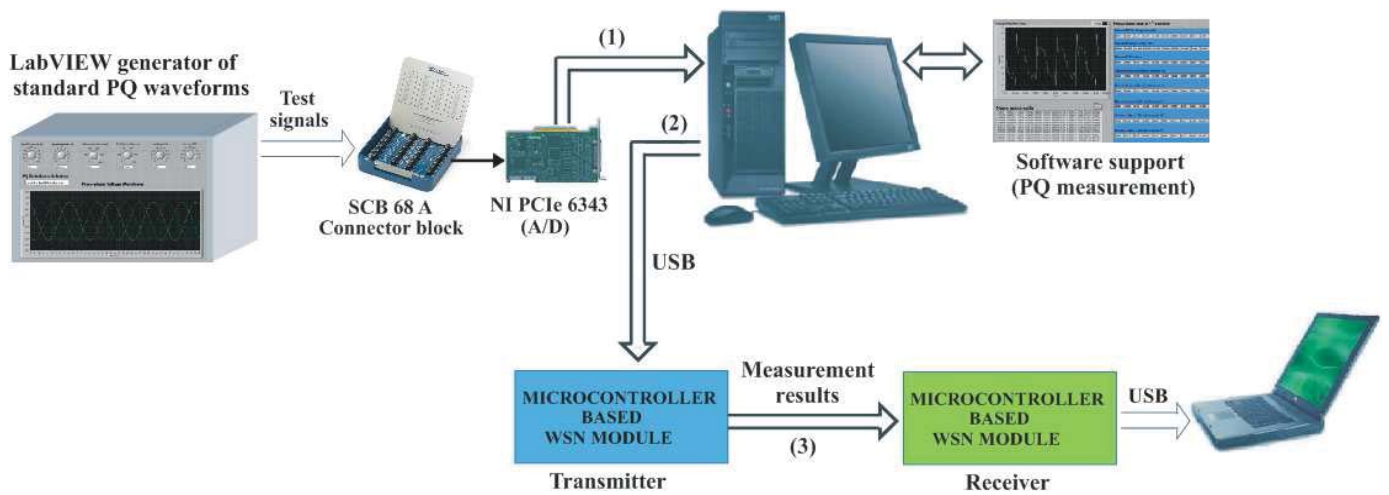 LabVIEW generator of
standard PQ waveforms
Test
signals
SCB 68 A
Connector block
NI PCIe 6343
(A/D)
(1)
(2)
USB
Software support
(PQ measurement)
MICROCONTROLLER
BASED
WSN MODULE
Transmitter
Measurement
results
(3)
MICROCONTROLLER
BASED
WSN MODULE
Receiver
USB